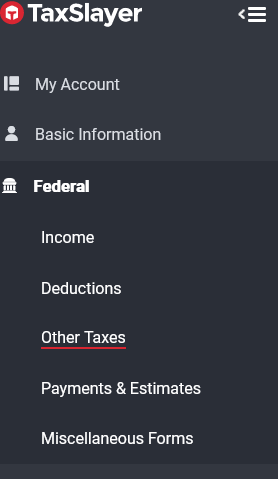 TaxSlayer
My Account
Basic Information
Federal
Income
Deductions
Other Taxes
Payments & Estimates
Miscellaneous Forms